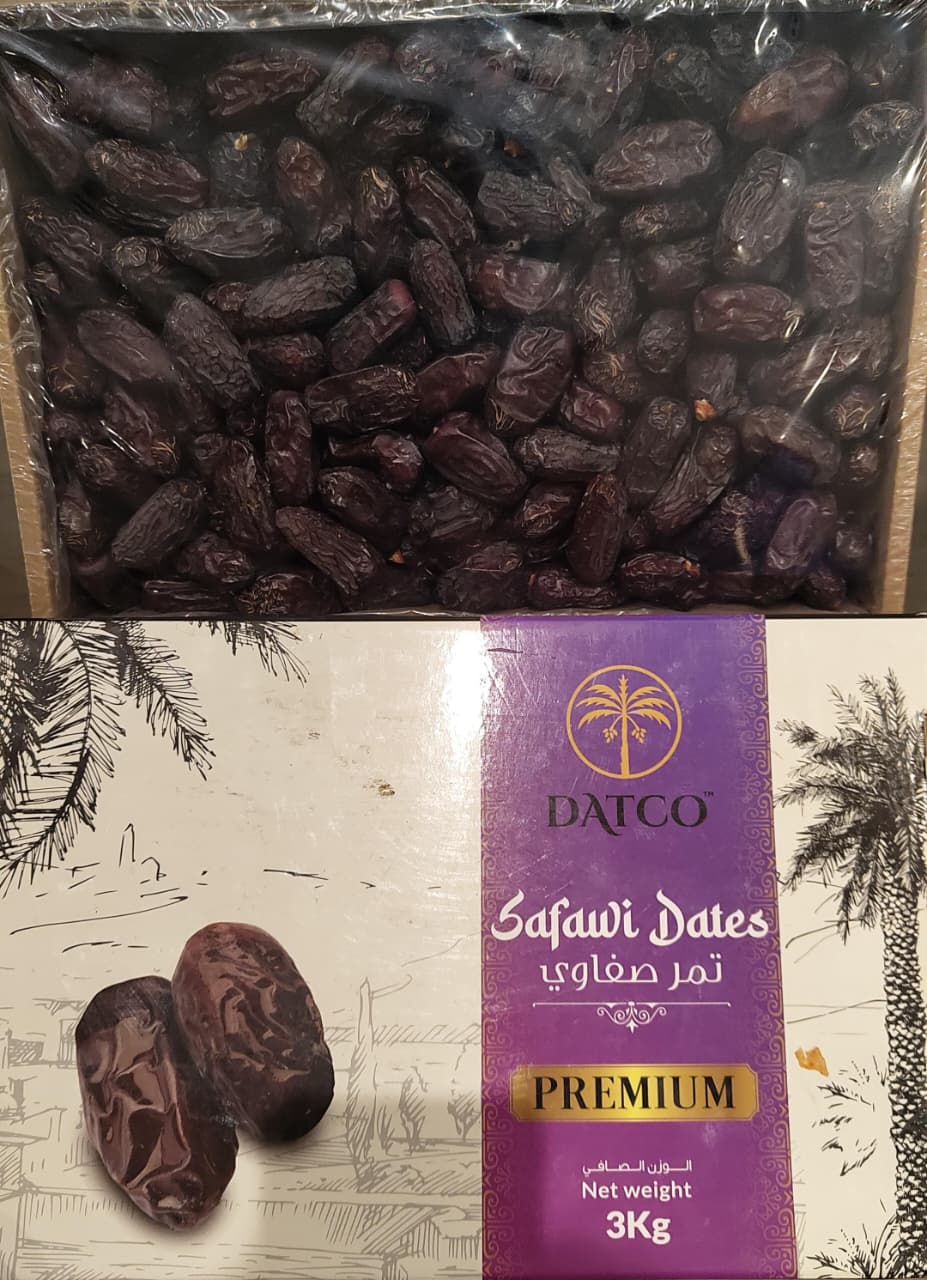 DATCO™
Safawi Dates
تمر صفاوي
PREMIUM
الوزن الصافي
Net weight
3Kg